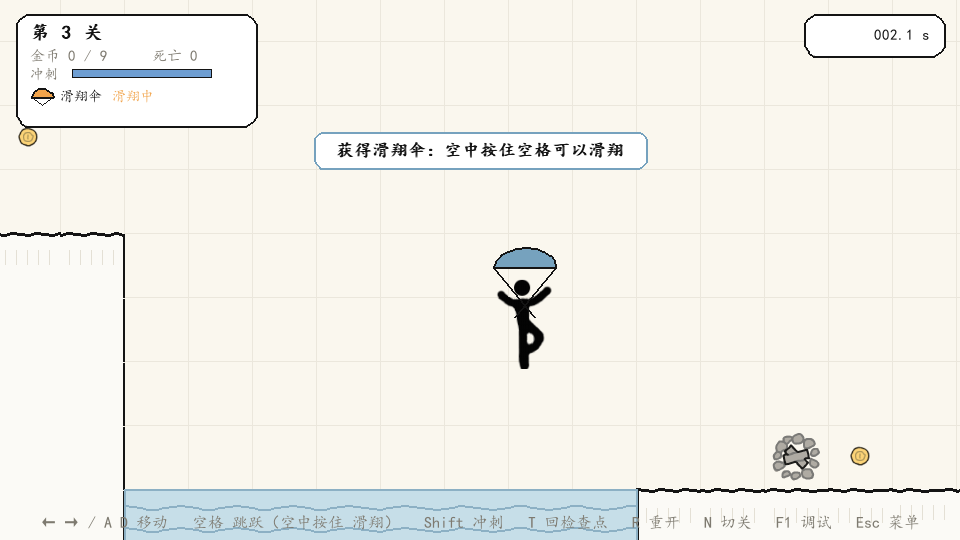 第 3 关
金币 0 / 9 死亡 0
冲刺
滑翔伞 滑翔中
002.1 s
获得滑翔伞: 空中按住空格可以滑翔
← → / A D 移动 空格 跳跃 (空中按住 滑翔) Shift 冲刺 T 回检查点 R 重开 N 切关 F1 调试 Esc 菜单